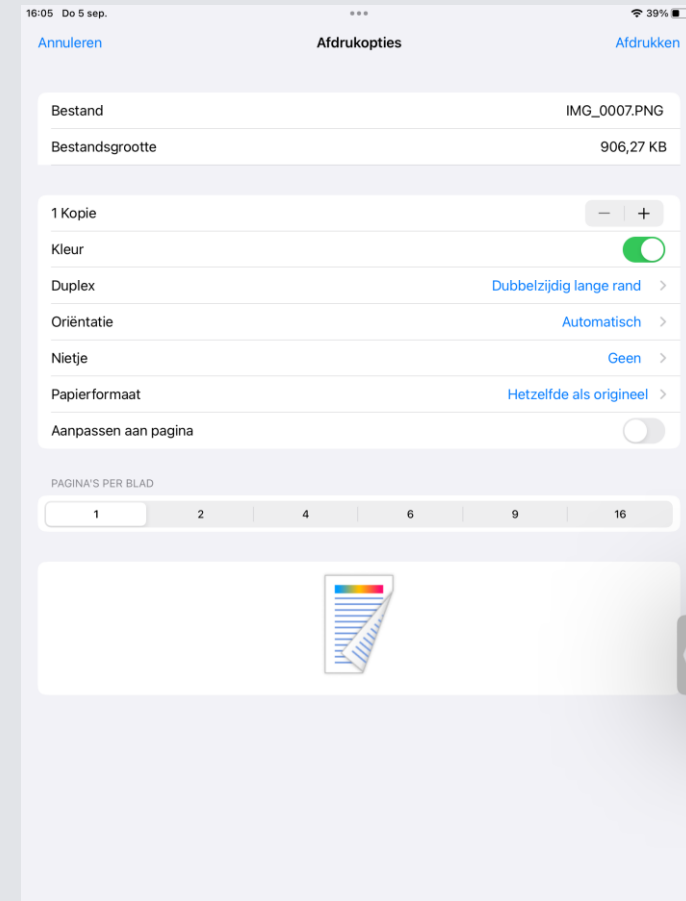 16:05 Do 5 sep.
39%
Annuleren Afdrukopties Afdrukken
Bestand IMG_0007.PNG
Bestandsgrootte 906,27 KB
1 Kopie − +
Kleur
Duplex Dubbelzijdig lange rand
Oriëntatie Automatisch
Nietje Geen
Papierformaat Hetzelfde als origineel
Aanpassen aan pagina
PAGINA'S PER BLAD
1 2 4 6 9 16